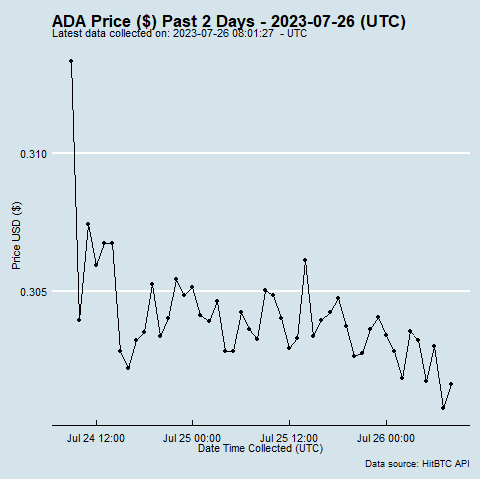 ADA Price ($) Past 2 Days - 2023-07-26 (UTC)
Latest data collected on: 2023-07-26 08:01:27  - UTC
0.310
0.305
Price USD ($)
Jul 24 12:00 Jul 25 00:00 Jul 25 12:00 Jul 26 00:00
Date Time Collected (UTC)
Data source: HitBTC API